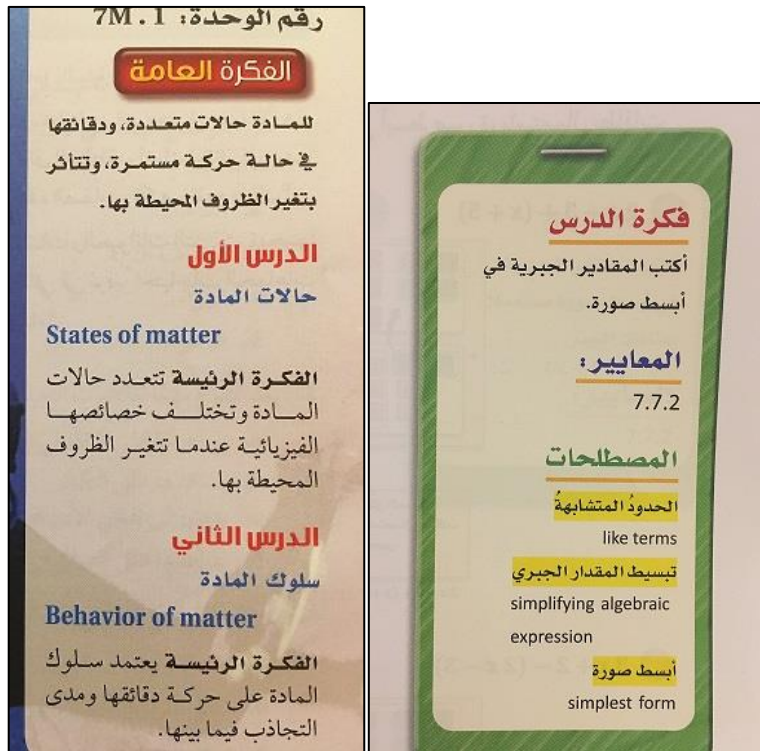 رقم الوحدة: 7M . 1
الفكرة العامة
للمادة حالات متعددة، ودقائقها
في حالة حركة مستمرة، وتتأثر
بتغير الظروف المحيطة بها.
الدرس الأول
حالات المادة
States of matter
الفكرة الرئيسة تتعدد حالات
المادة وتختلف خصائصها
الفيزيائية عندما تتغير الظروف
المحيطة بها.
الدرس الثاني
سلوك المادة
Behavior of matter
الفكرة الرئيسة يعتمد سلوك
المادة على حركة دقائقها ومدى
التجاذب فيما بينها.
فكرة الدرس
أكتب المقادير الجبرية في
أبسط صورة.
المعايير:
7.7.2
المصطلحات
الحدودُ المتشابهةُ
like terms
تبسيط المقدار الجبري
simplifying algebraic
expression
أبسط صورة
simplest form